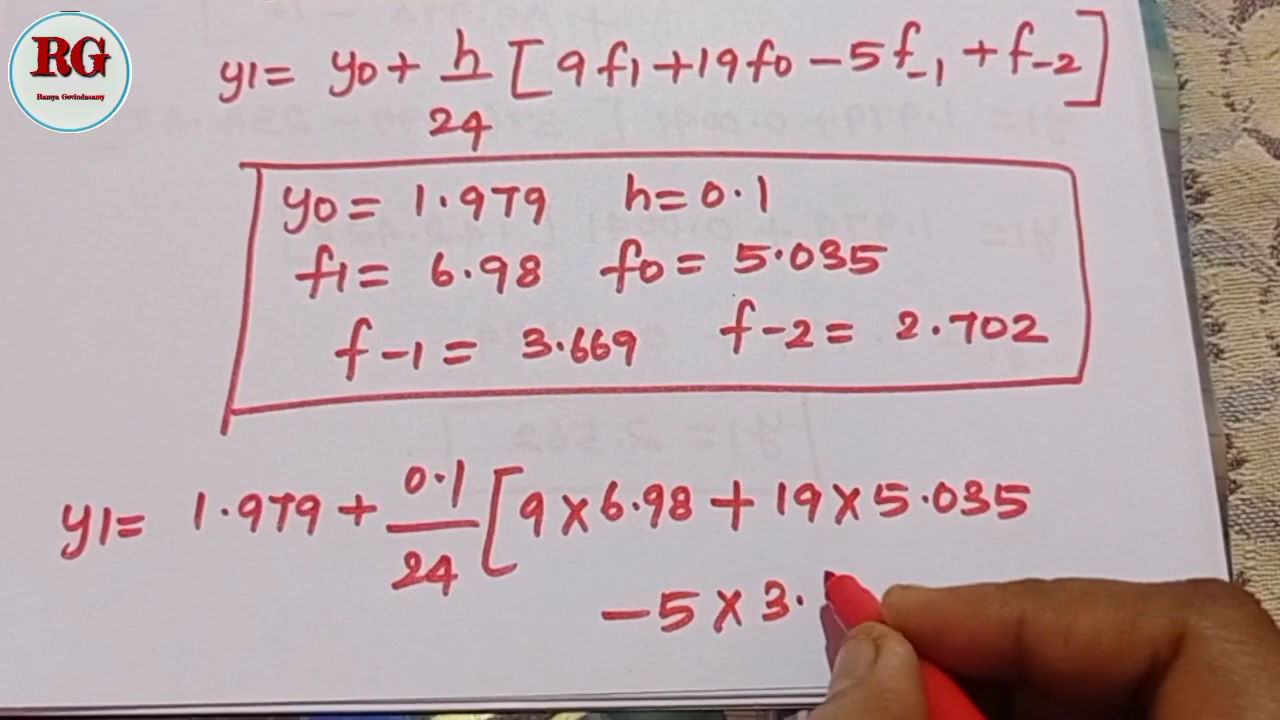 RG
Ramya Govindasamy
y1= y0+ h/24 [9f1+19f0-5f-1+f-2]
y0= 1.979 h=0.1
f1= 6.98 f0= 5.035
f-1= 3.669 f-2= 2.702
y1= 1.979+ 0.1/24 [9×6.98+19×5.035
-5×3.